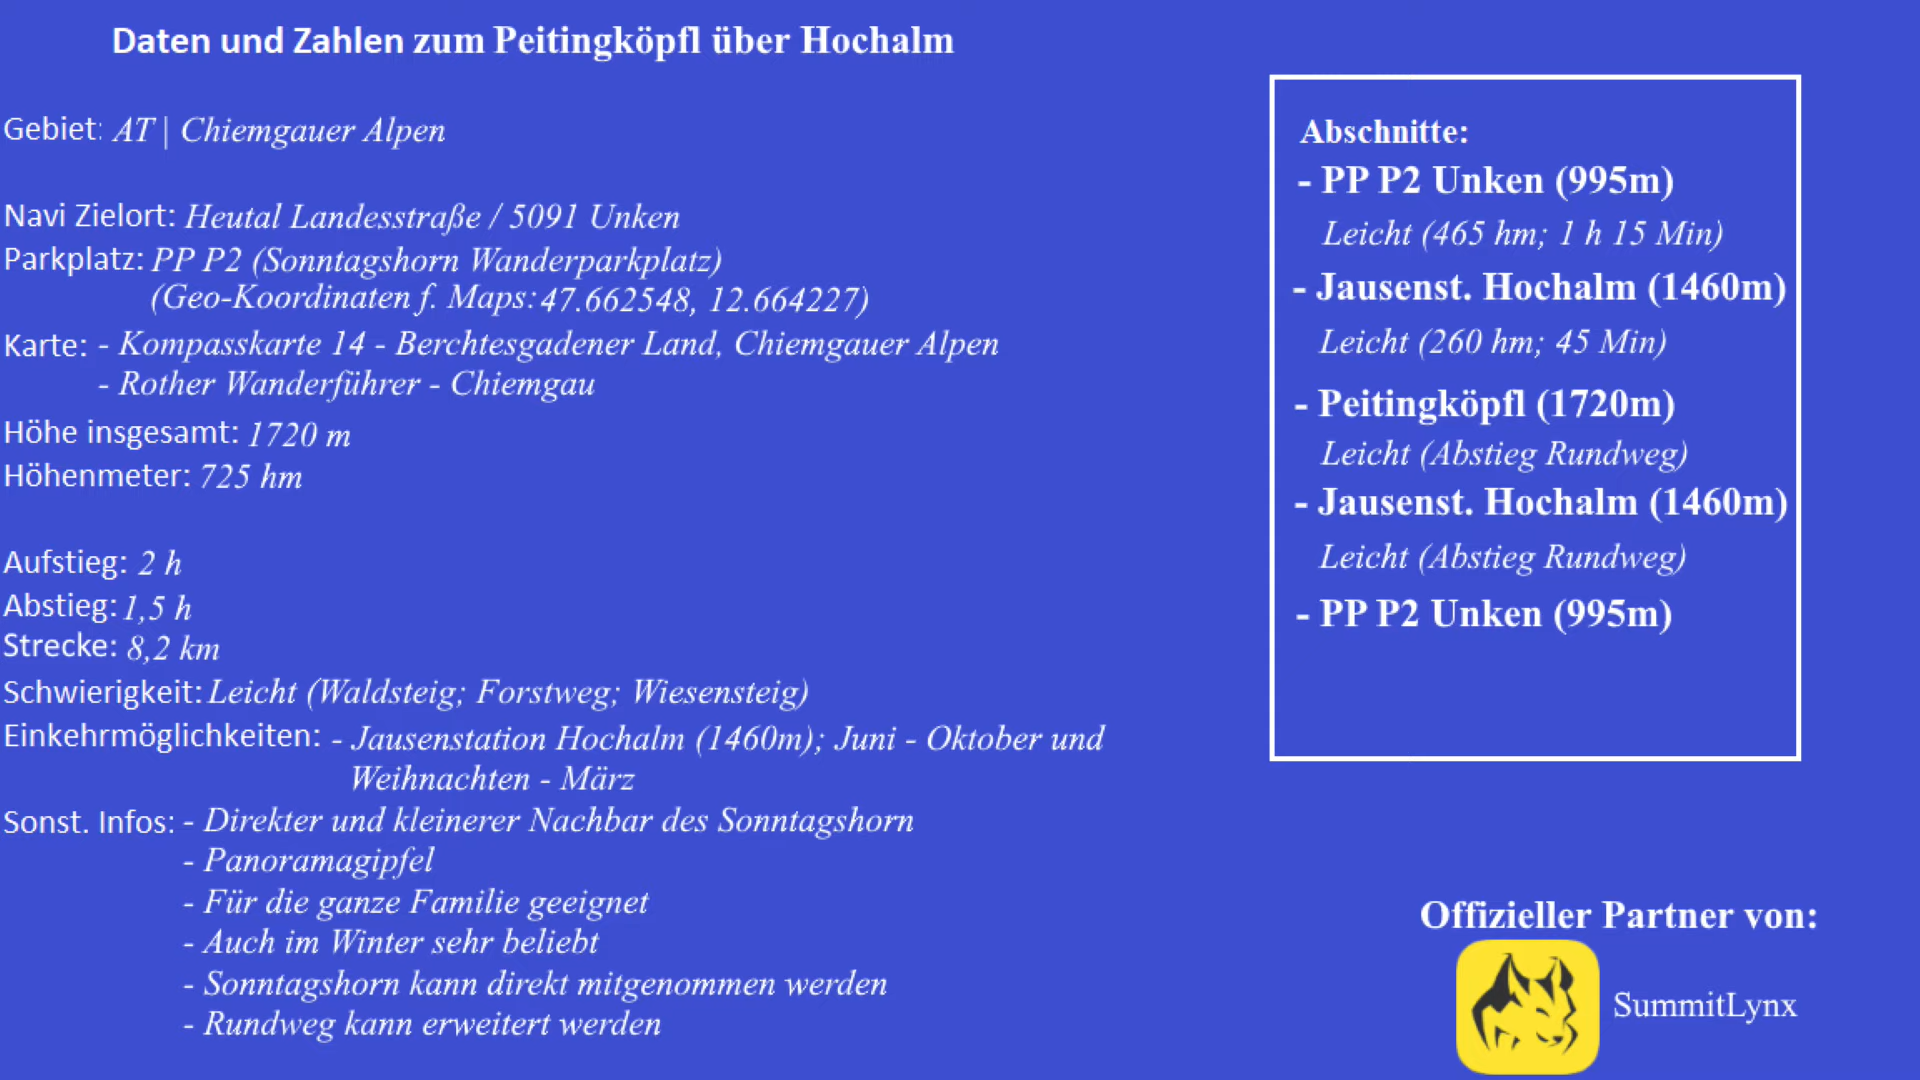 Daten und Zahlen zum Peitingköpfl über Hochalm
Gebiet: AT | Chiemgauer Alpen
Navi Zielort: Heutal Landesstraße / 5091 Unken
Parkplatz: PP P2 (Sonntagshorn Wanderparkplatz)
(Geo-Koordinaten f. Maps: 47.662548, 12.664227)
Karte: - Kompasskarte 14 - Berchtesgadener Land, Chiemgauer Alpen
- Rother Wanderführer - Chiemgau
Höhe insgesamt: 1720 m
Höhenmeter: 725 hm
Aufstieg: 2 h
Abstieg: 1,5 h
Strecke: 8,2 km
Schwierigkeit: Leicht (Waldsteig; Forstweg; Wiesensteig)
Einkehrmöglichkeiten: - Jausenstation Hochalm (1460m); Juni - Oktober und
Weihnachten - März
Sonst. Infos: - Direkter und kleinerer Nachbar des Sonntagshorn
- Panoramagipfel
- Für die ganze Familie geeignet
- Auch im Winter sehr beliebt
- Sonntagshorn kann direkt mitgenommen werden
- Rundweg kann erweitert werden
Abschnitte:
- PP P2 Unken (995m)
Leicht (465 hm; 1 h 15 Min)
- Jausenst. Hochalm (1460m)
Leicht (260 hm; 45 Min)
- Peitingköpfl (1720m)
Leicht (Abstieg Rundweg)
- Jausenst. Hochalm (1460m)
Leicht (Abstieg Rundweg)
- PP P2 Unken (995m)
Offizieller Partner von:
SummitLynx